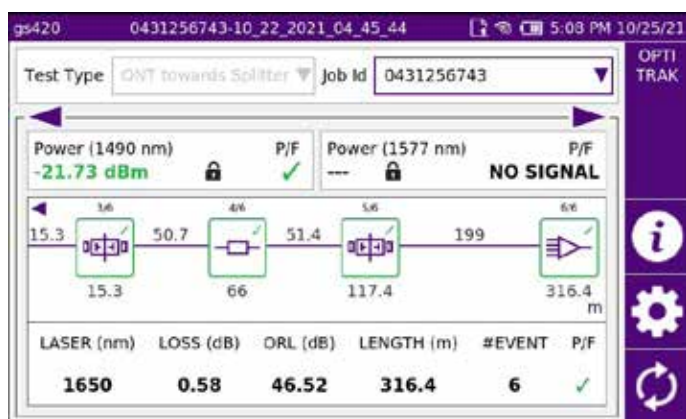 gs420 0431256743-10_22_2021_04_45_44 5:08 PM 10/25/21
OPTI
TRAK
Test Type ONT towards Splitter Job Id 0431256743
Power (1490 nm) P/F Power (1577 nm) P/F
-21.73 dBm --- NO SIGNAL
3/6 4/6 5/6 6/6
15.3 50.7 51.4 199
15.3 66 117.4 316.4
m
LASER (nm) LOSS (dB) ORL (dB) LENGTH (m) #EVENT P/F
1650 0.58 46.52 316.4 6